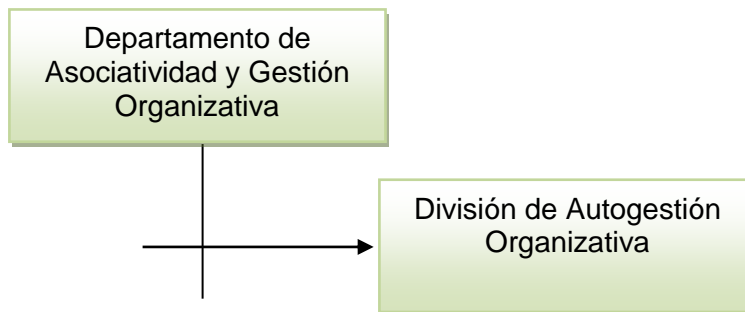 Departamento de
Asociatividad y Gestión
Organizativa
División de Autogestión
Organizativa